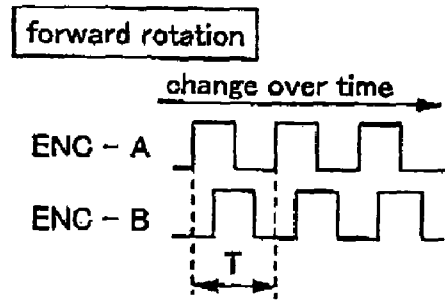 forward rotation
change over time
ENC - A
ENC - B
T